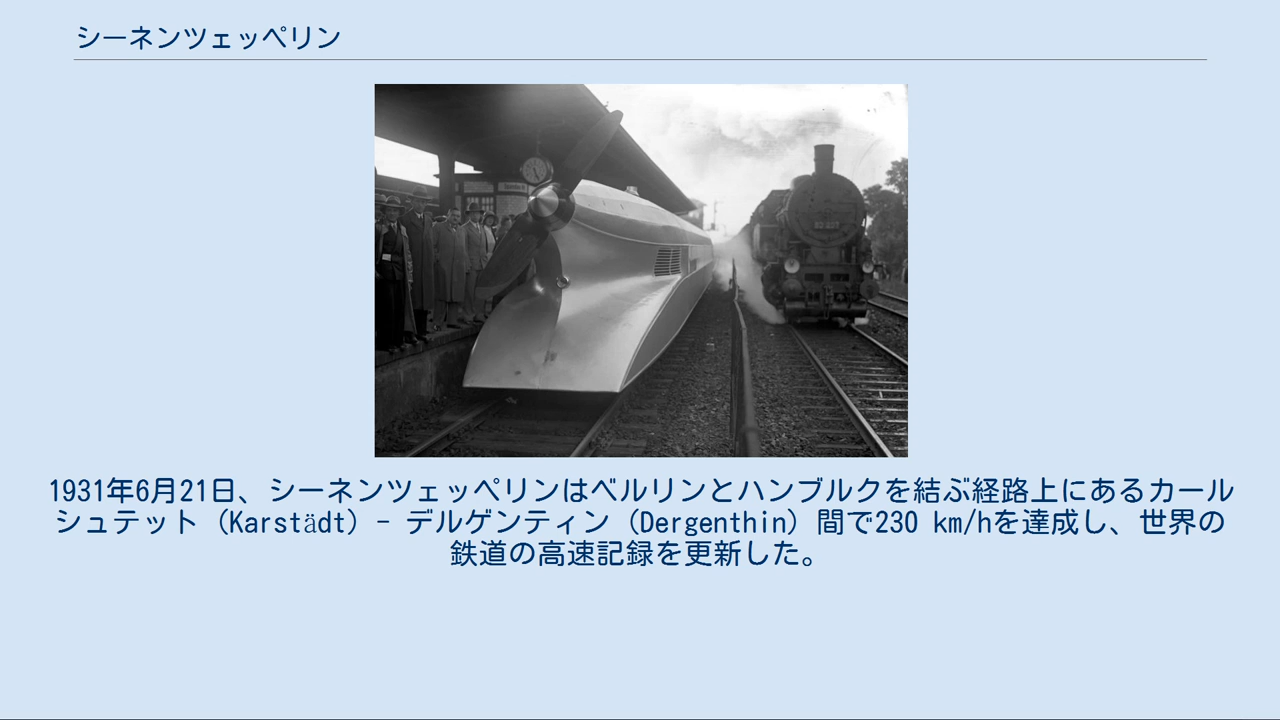 シーネンツェッペリン
1931年6月21日、シーネンツェッペリンはベルリンとハンブルクを結ぶ経路上にあるカール
シュテット（Karstädt）- デルゲンティン（Dergenthin）間で230 km/hを達成し、世界の
鉄道の高速記録を更新した。